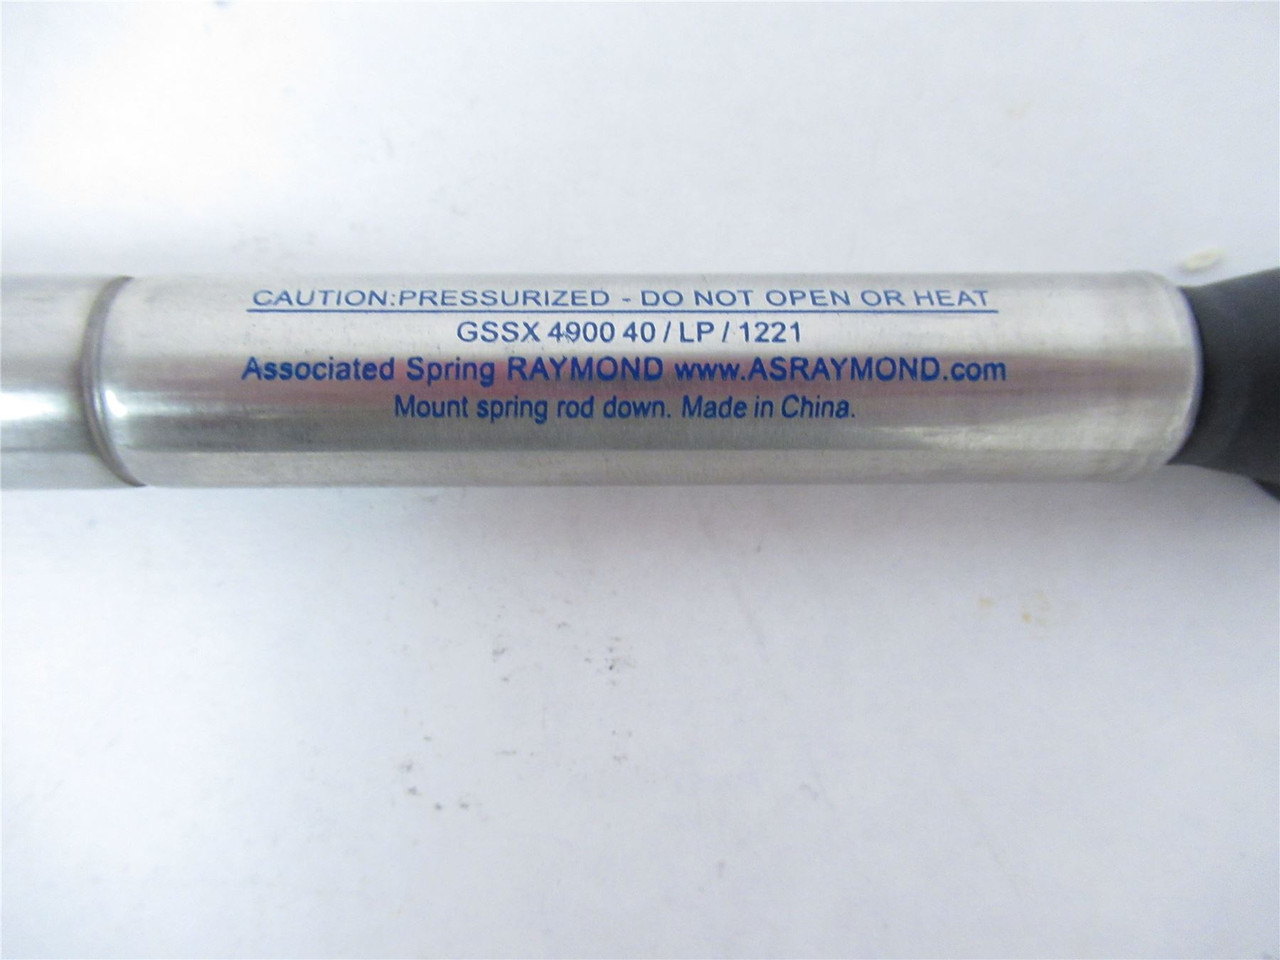 CAUTION:PRESSURIZED - DO NOT OPEN OR HEAT
GSSX 4900 40 / LP / 1221
Associated Spring RAYMOND www.ASRAYMOND.com
Mount spring rod down. Made in China.